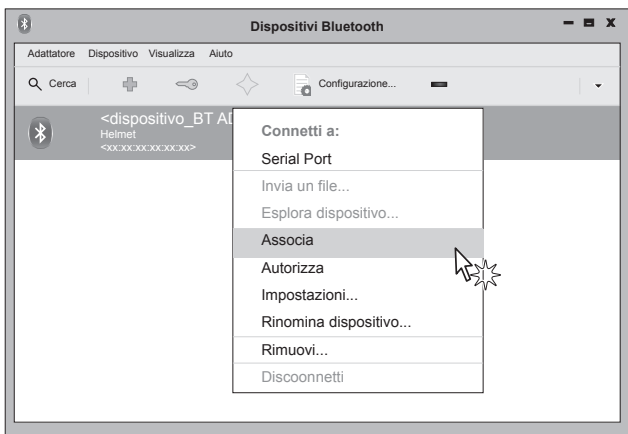 Dispositivi Bluetooth
Adattatore Dispositivo Visualizza Aiuto
Cerca Configurazione...
<dispositivo_BT AD
Helmet
<xx:xx:xx:xx:xx:xx>
Connetti a:
Serial Port
Invia un file...
Esplora dispositivo...
Associa
Autorizza
Impostazioni...
Rinomina dispositivo...
Rimuovi...
Discoonnetti